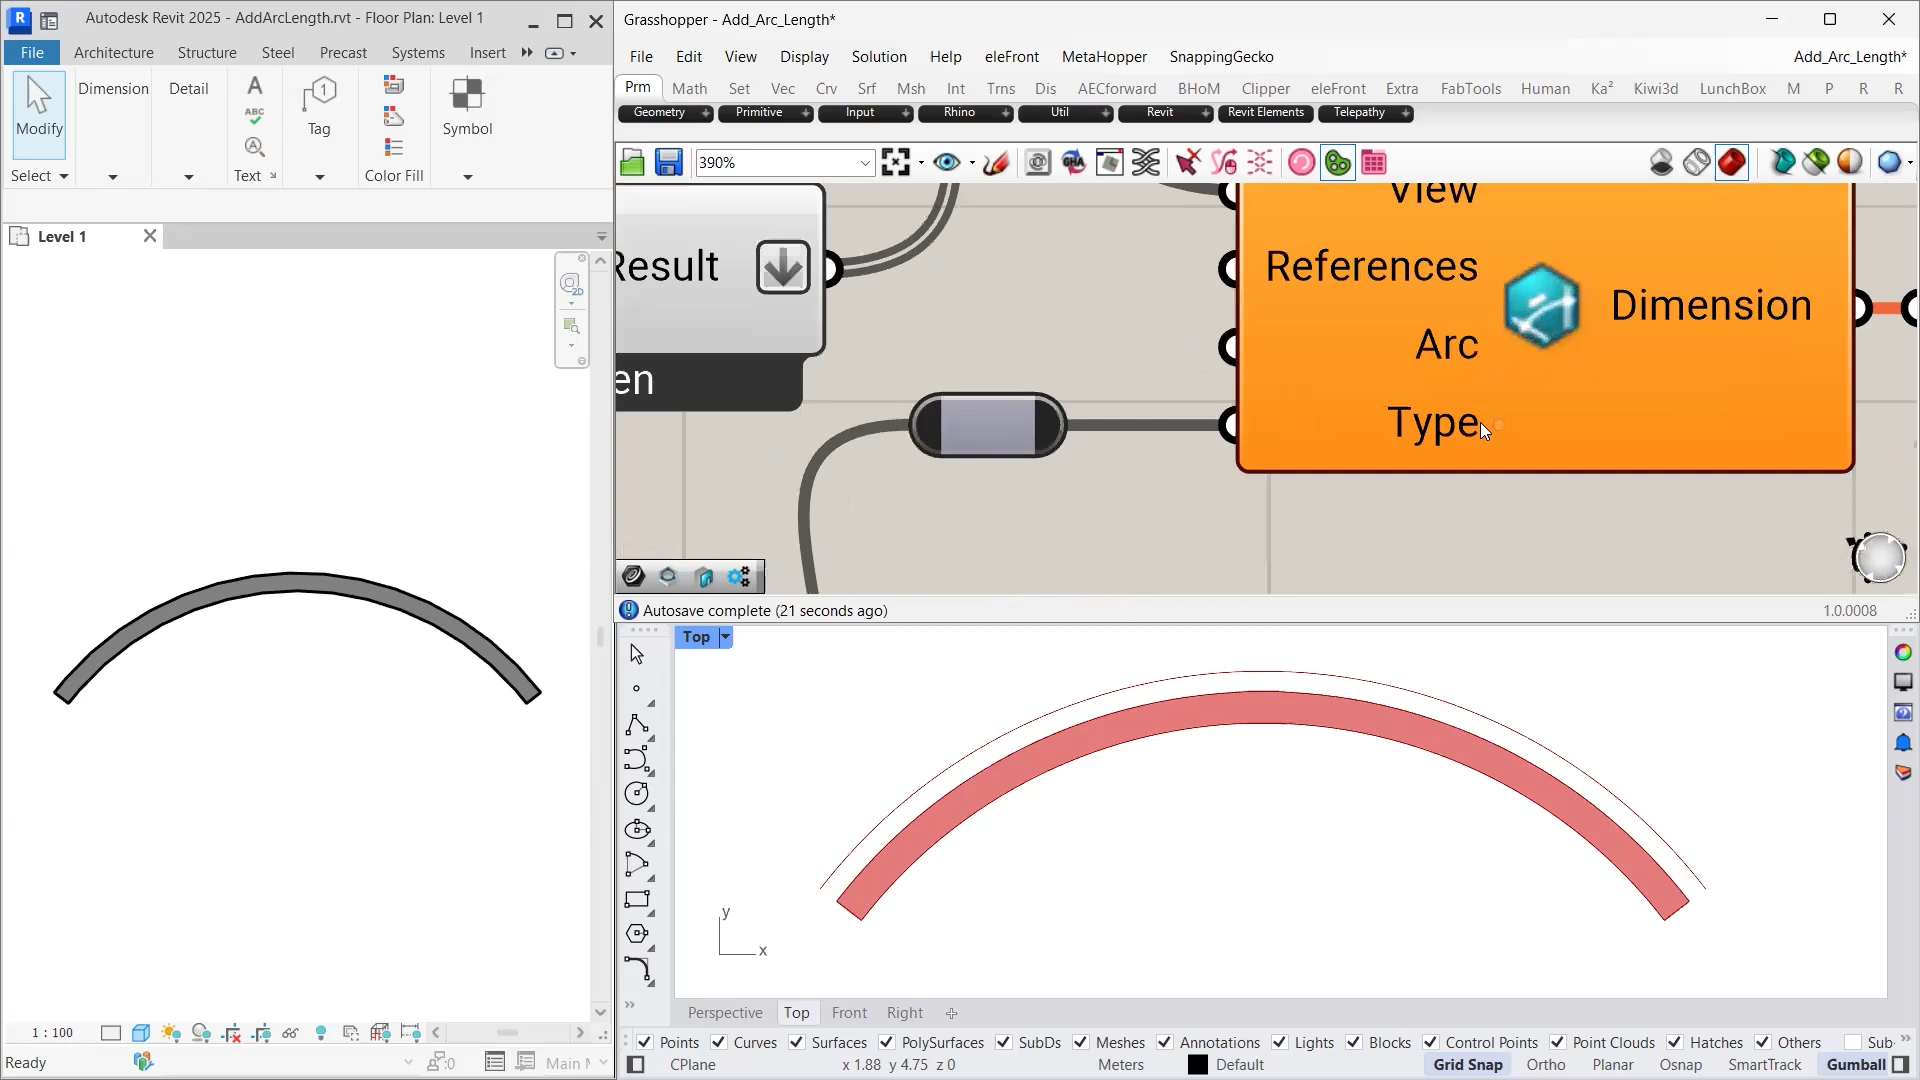 Autodesk Revit 2025 - AddArcLength.rvt - Floor Plan: Level 1
File Architecture Structure Steel Precast Systems Insert
Modify
Dimension
Detail
A
ABC
A
1
Tag
Symbol
Select
Text
Color Fill
Level 1
2D
1 : 100
Ready
:0
Main
Grasshopper - Add_Arc_Length*
File Edit View Display Solution Help eleFront MetaHopper SnappingGecko
Add_Arc_Length*
Prm Math Set Vec Crv Srf Msh Int Trns Dis AECforward BHoM Clipper eleFront Extra FabTools Human Ka² Kiwi3d LunchBox M P R R
Geometry Primitive Input Rhino Util Revit Revit Elements Telepathy
390%
GHA
View
Result
References
Dimension
Arc
en
Type
Autosave complete (21 seconds ago)
1.0.0008
Top
y
x
Perspective Top Front Right
Points Curves Surfaces PolySurfaces SubDs Meshes Annotations Lights Blocks Control Points Point Clouds Hatches Others Sub-
CPlane x 1.88 y 4.75 z 0 Meters Default Grid Snap Ortho Planar Osnap SmartTrack Gumball